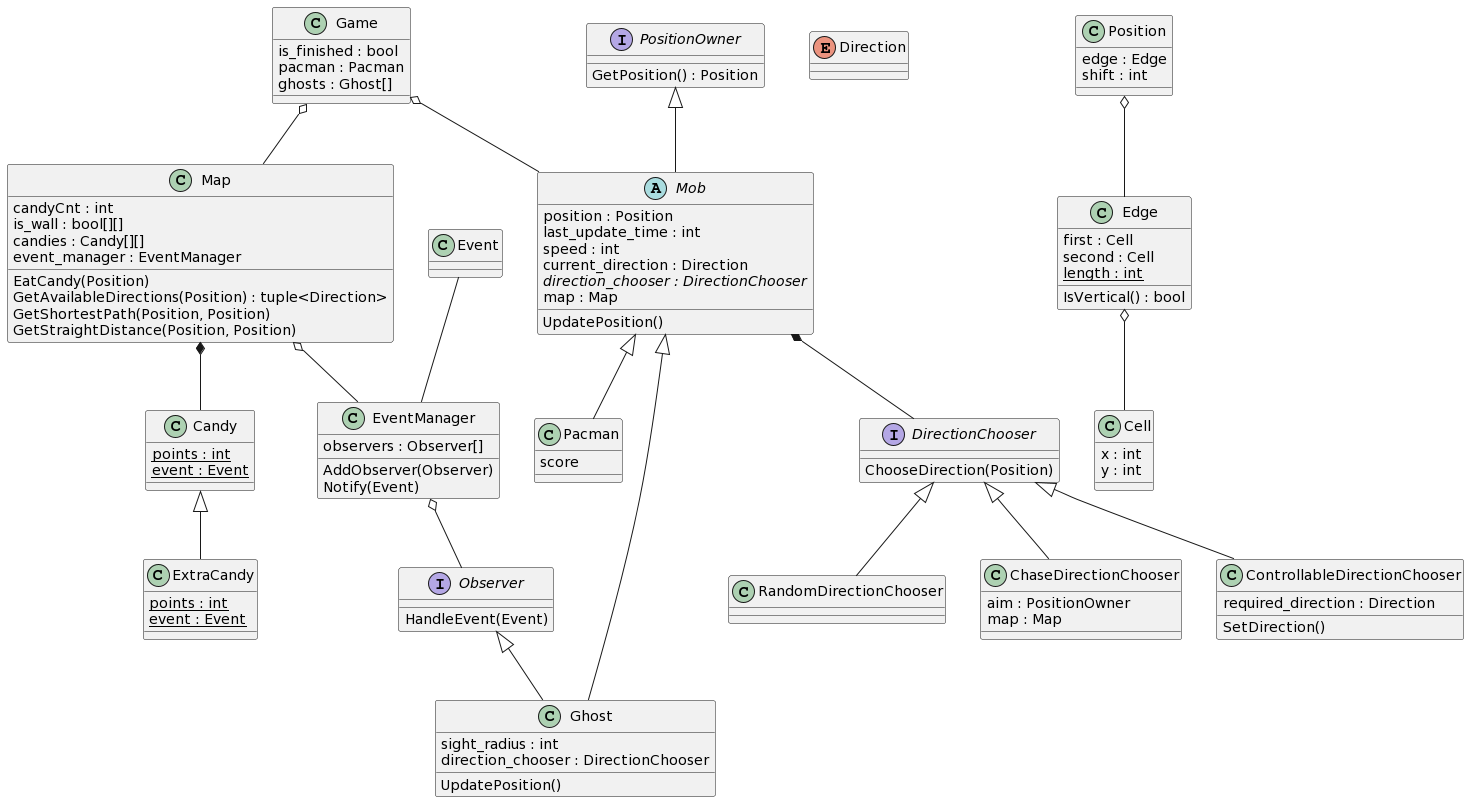 C Game
is_finished : bool
pacman : Pacman
ghosts : Ghost[]
I PositionOwner
GetPosition() : Position
E Direction
C Position
edge : Edge
shift : int
C Map
candyCnt : int
is_wall : bool[][]
candies : Candy[][]
event_manager : EventManager
EatCandy(Position)
GetAvailableDirections(Position) : tuple<Direction>
GetShortestPath(Position, Position)
GetStraightDistance(Position, Position)
C Event
A Mob
position : Position
last_update_time : int
speed : int
current_direction : Direction
direction_chooser : DirectionChooser
map : Map
UpdatePosition()
C Edge
first : Cell
second : Cell
length : int
IsVertical() : bool
C Candy
points : int
event : Event
C EventManager
observers : Observer[]
AddObserver(Observer)
Notify(Event)
C Pacman
score
I DirectionChooser
ChooseDirection(Position)
C Cell
x : int
y : int
C ExtraCandy
points : int
event : Event
I Observer
HandleEvent(Event)
C RandomDirectionChooser
C ChaseDirectionChooser
aim : PositionOwner
map : Map
C ControllableDirectionChooser
required_direction : Direction
SetDirection()
C Ghost
sight_radius : int
direction_chooser : DirectionChooser
UpdatePosition()